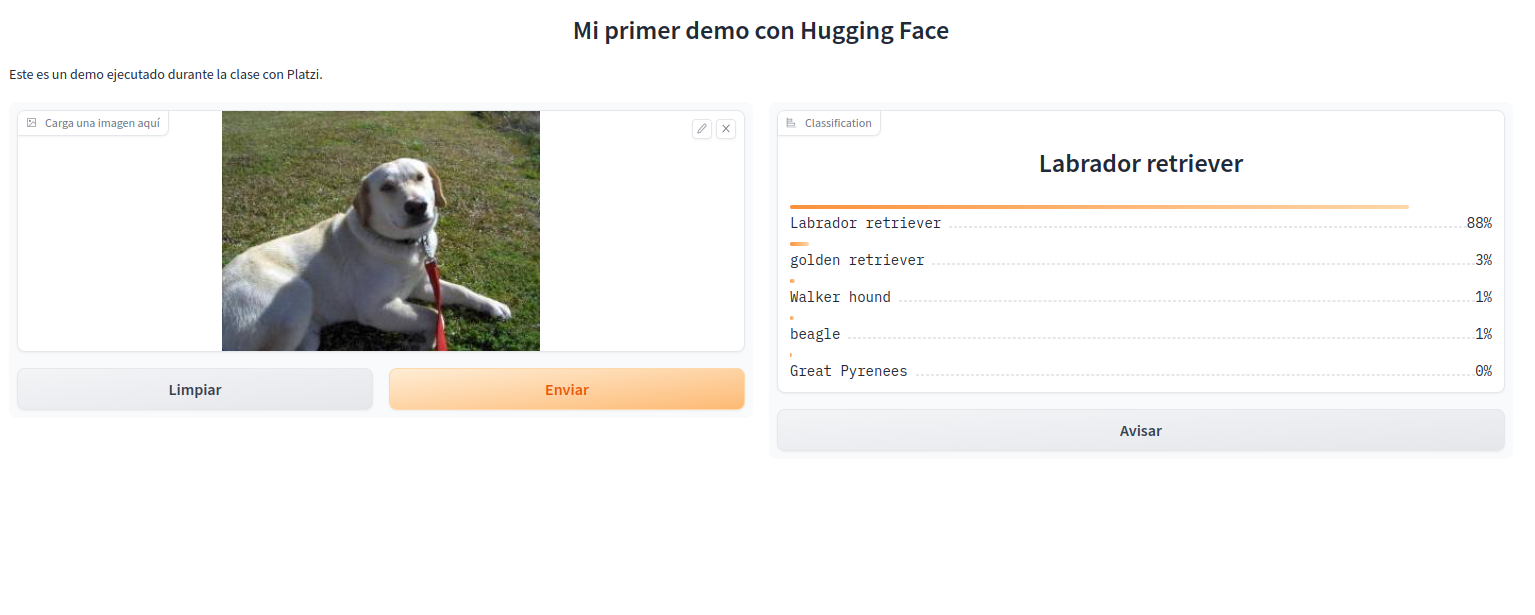 Mi primer demo con Hugging Face
Este es un demo ejecutado durante la clase con Platzi.
Carga una imagen aquí
Limpiar
Enviar
Classification
Labrador retriever
Labrador retriever 88%
golden retriever 3%
Walker hound 1%
beagle 1%
Great Pyrenees 0%
Avisar